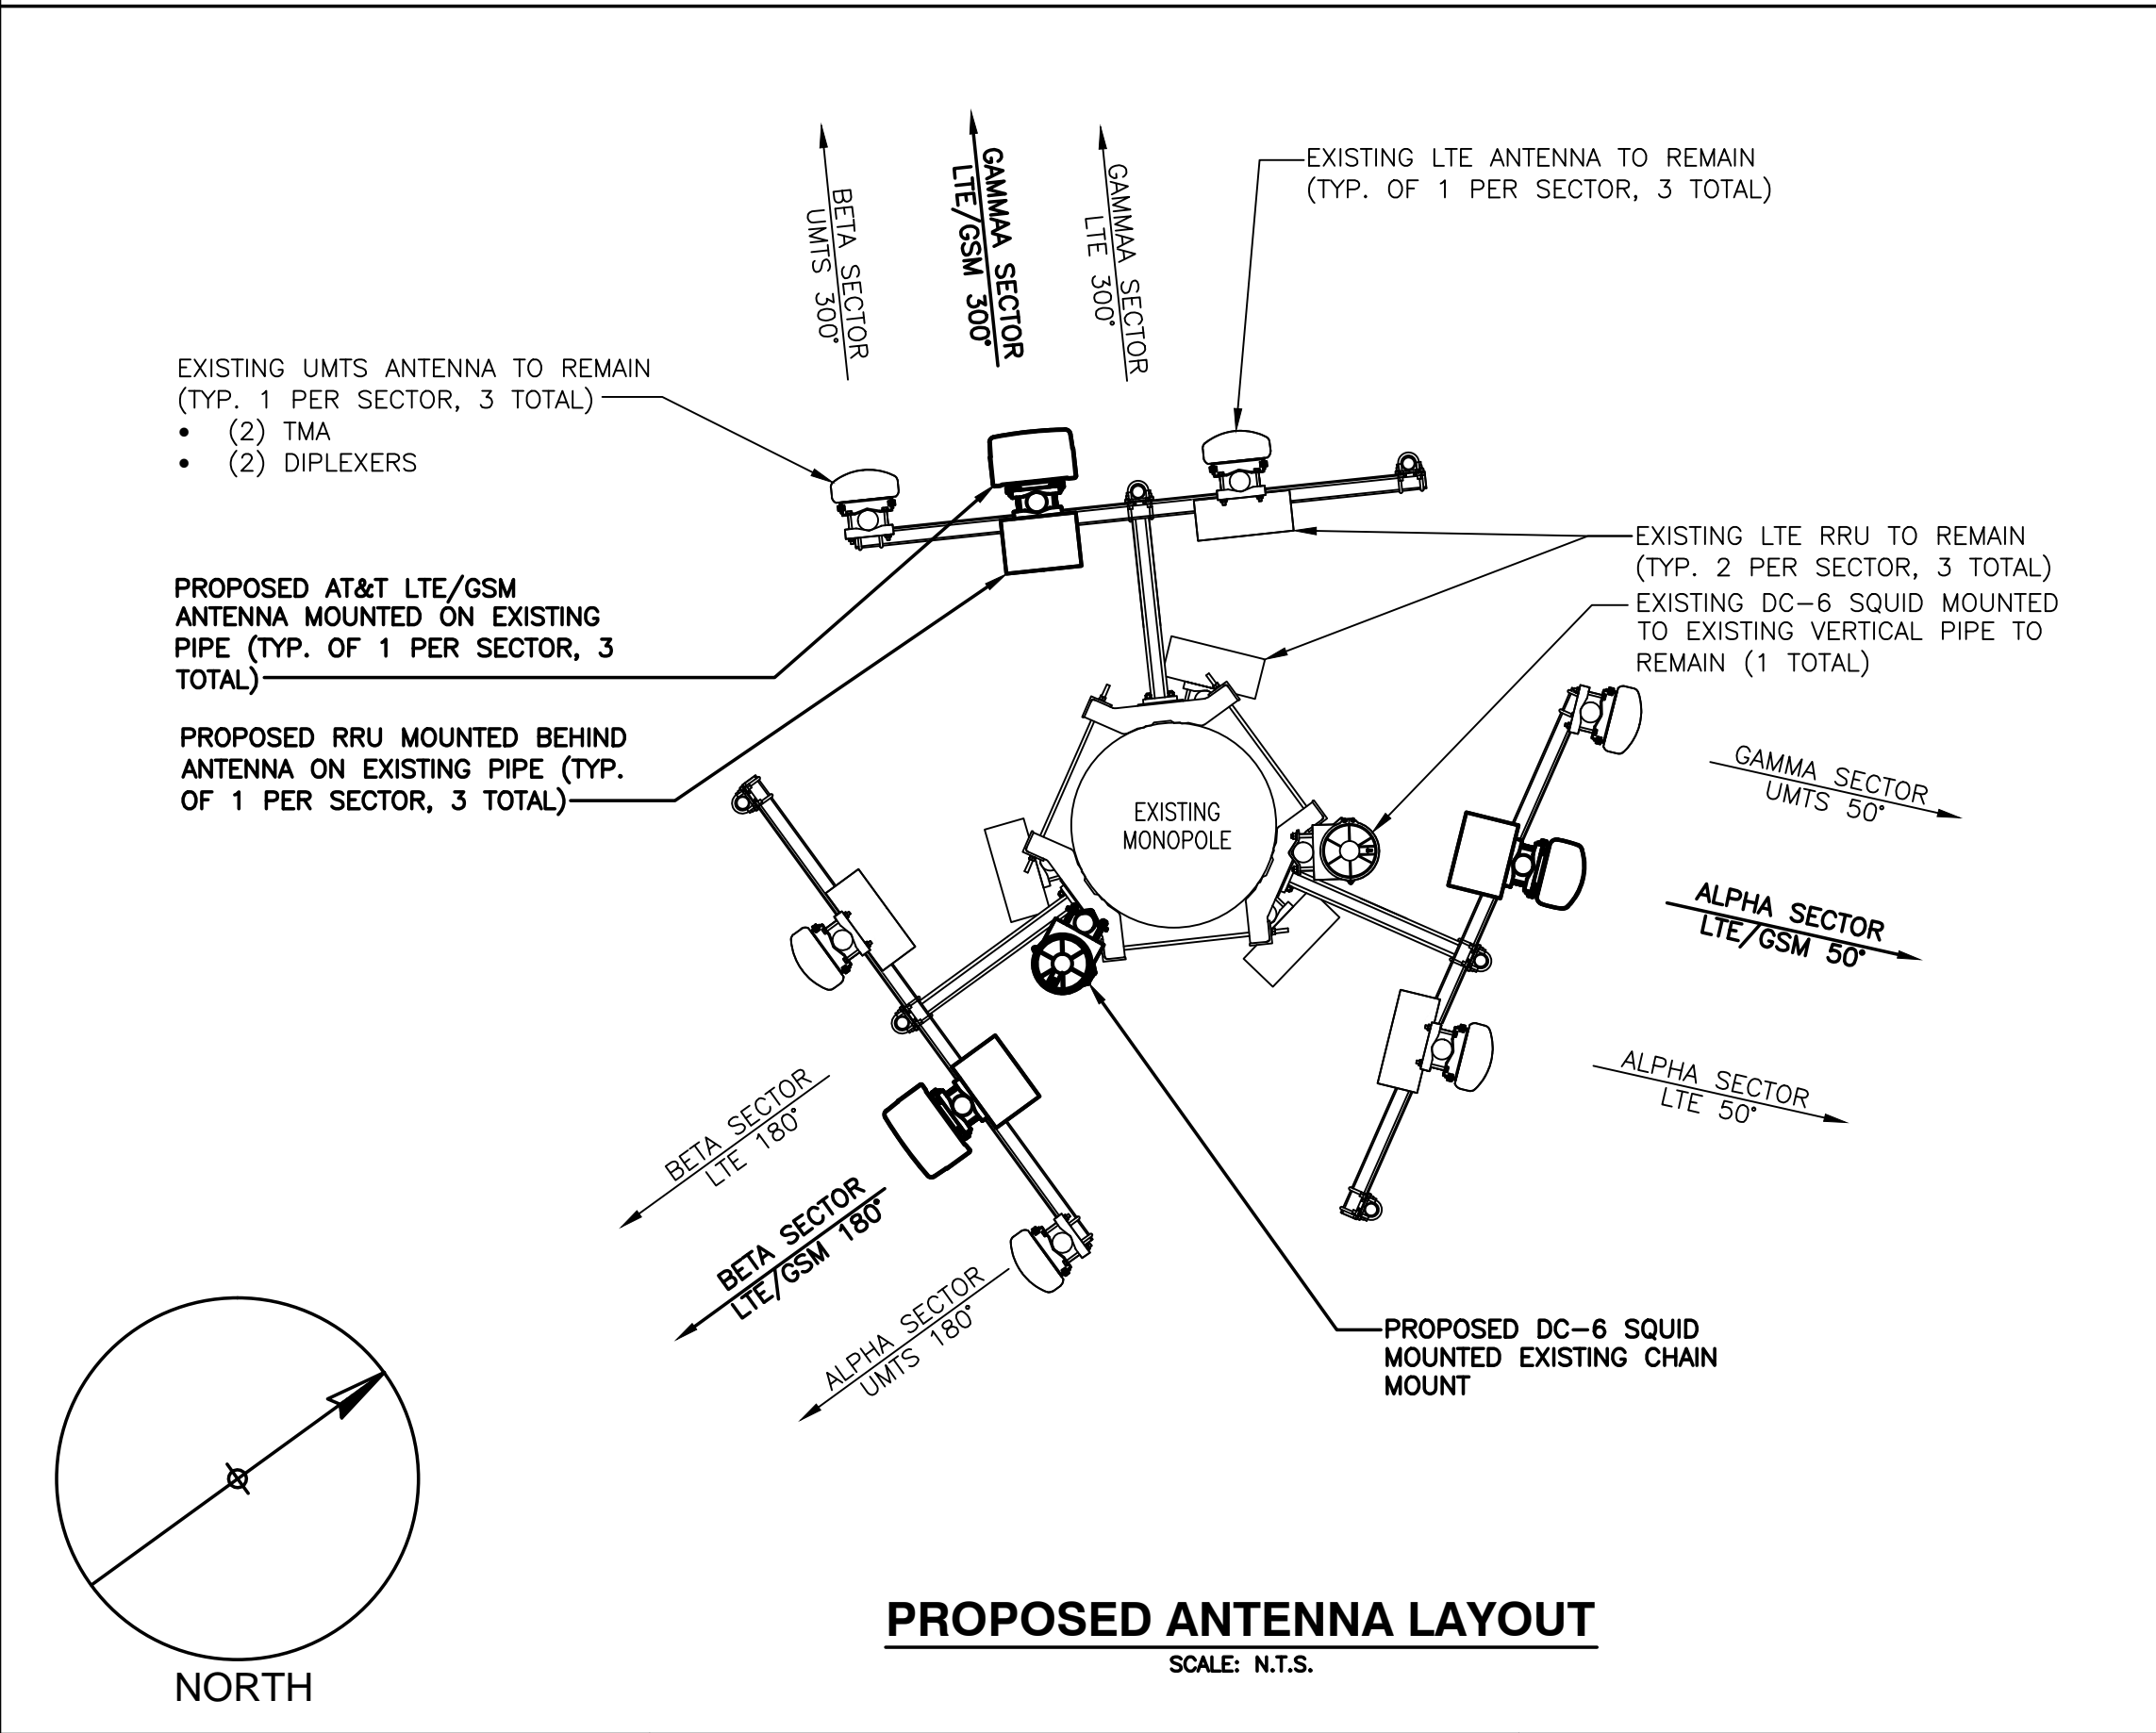 BETA SECTOR
UMTS 300°
GAMMAA SECTOR
LTE/GSM 300°
GAMMAA SECTOR
LTE 300°
EXISTING LTE ANTENNA TO REMAIN
(TYP. OF 1 PER SECTOR, 3 TOTAL)
EXISTING UMTS ANTENNA TO REMAIN
(TYP. 1 PER SECTOR, 3 TOTAL)
• (2) TMA
• (2) DIPLEXERS
EXISTING LTE RRU TO REMAIN
(TYP. 2 PER SECTOR, 3 TOTAL)
EXISTING DC-6 SQUID MOUNTED
TO EXISTING VERTICAL PIPE TO
REMAIN (1 TOTAL)
PROPOSED AT&T LTE/GSM
ANTENNA MOUNTED ON EXISTING
PIPE (TYP. OF 1 PER SECTOR, 3
TOTAL)
PROPOSED RRU MOUNTED BEHIND
ANTENNA ON EXISTING PIPE (TYP.
OF 1 PER SECTOR, 3 TOTAL)
EXISTING
MONOPOLE
GAMMA SECTOR
UMTS 50°
ALPHA SECTOR
LTE/GSM 50°
ALPHA SECTOR
LTE 50°
BETA SECTOR
LTE 180°
BETA SECTOR
LTE/GSM 180°
ALPHA SECTOR
UMTS 180°
PROPOSED DC-6 SQUID
MOUNTED EXISTING CHAIN
MOUNT
NORTH
PROPOSED ANTENNA LAYOUT
SCALE: N.T.S.